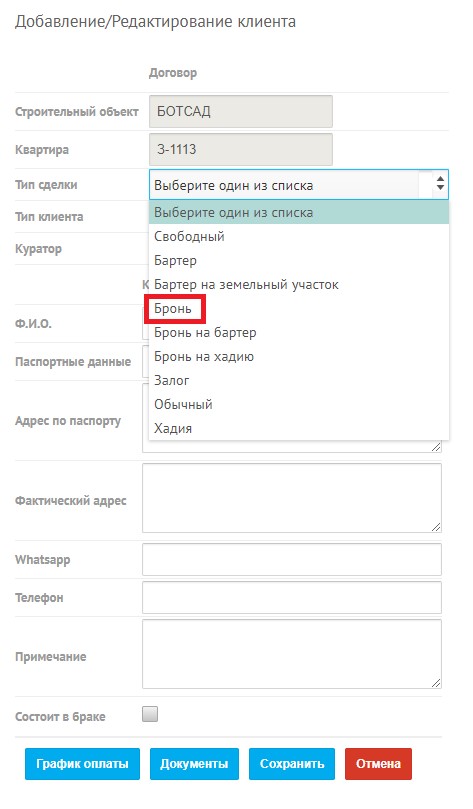 Добавление/Редактирование клиента
Договор
Строительный объект БОТСАД
Квартира З-1113
Тип сделки Выберите один из списка
Выберите один из списка
Тип клиента
Свободный
Куратор
Бартер
Бартер на земельный участок
Бронь
Ф.И.О.
Бронь на бартер
Паспортные данные
Бронь на хадию
Залог
Обычный
Адрес по паспорту
Хадия
Фактический адрес
Whatsapp
Телефон
Примечание
Состоит в браке
График оплаты Документы Сохранить Отмена